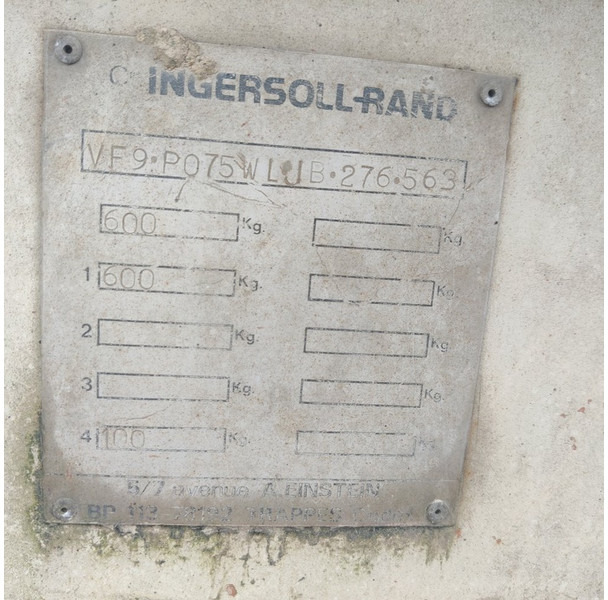 C INGERSOLL-RAND
VF9·P075WLJB·276·563
600 Kg. Kg
1 600 Kg. Kg.
2 Kg. Kg.
3 Kg. Kg.
4 100 Kg. Kg
5/7 avenue A.EINSTEIN
BP